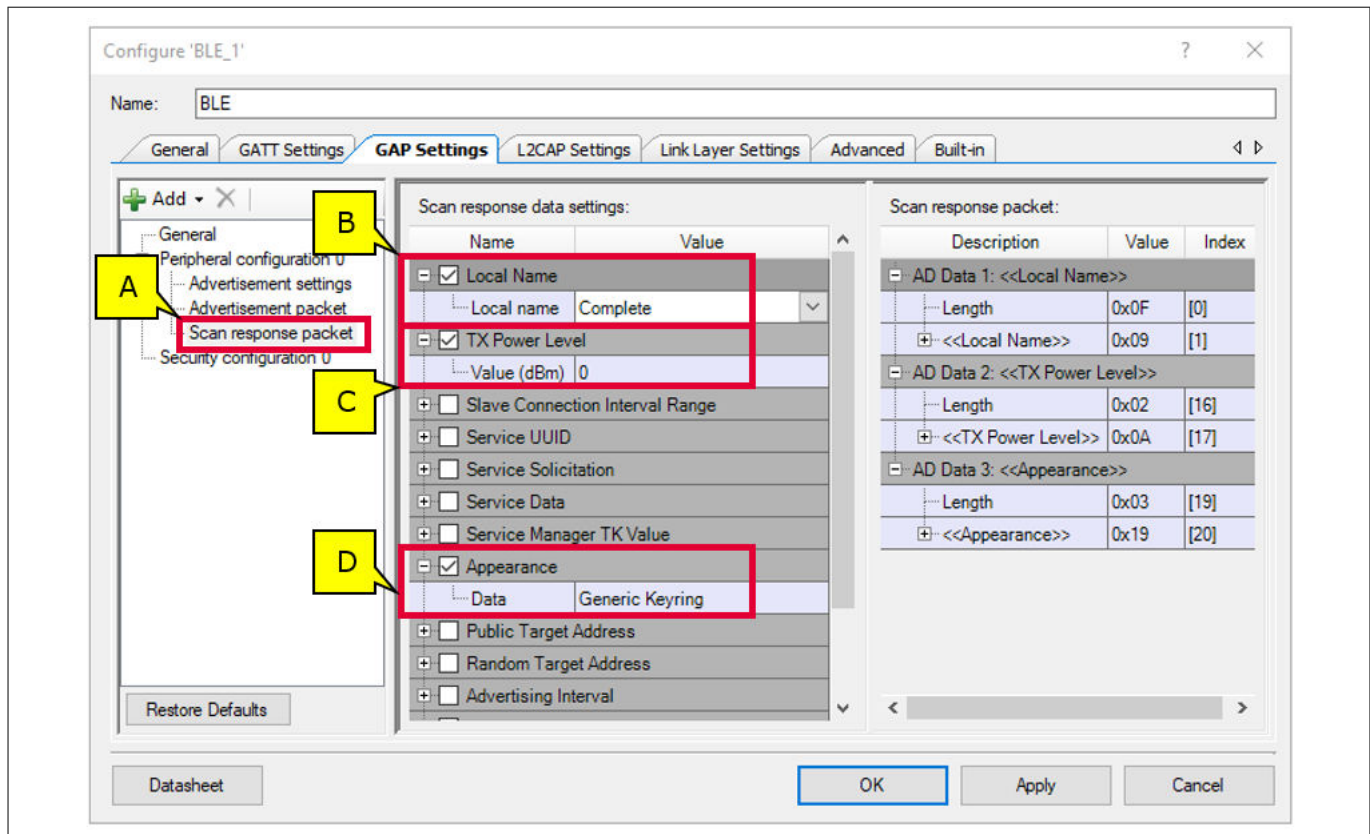 Configure 'BLE_1' ?
Name: BLE
General GATT Settings GAP Settings L2CAP Settings Link Layer Settings Advanced Built-in
Add
General
Peripheral configuration 0
Advertisement settings
Advertisement packet
Scan response packet
Security configuration 0
Restore Defaults
A
B
C
D
Scan response data settings:
Name Value
Local Name
Local name Complete
TX Power Level
Value (dBm) 0
Slave Connection Interval Range
Service UUID
Service Solicitation
Service Data
Service Manager TK Value
Appearance
Data Generic Keyring
Public Target Address
Random Target Address
Advertising Interval
Scan response packet:
Description Value Index
AD Data 1: <<Local Name>>
Length 0x0F [0]
<<Local Name>> 0x09 [1]
AD Data 2: <<TX Power Level>>
Length 0x02 [16]
<<TX Power Level>> 0x0A [17]
AD Data 3: <<Appearance>>
Length 0x03 [19]
<<Appearance>> 0x19 [20]
Datasheet OK Apply Cancel